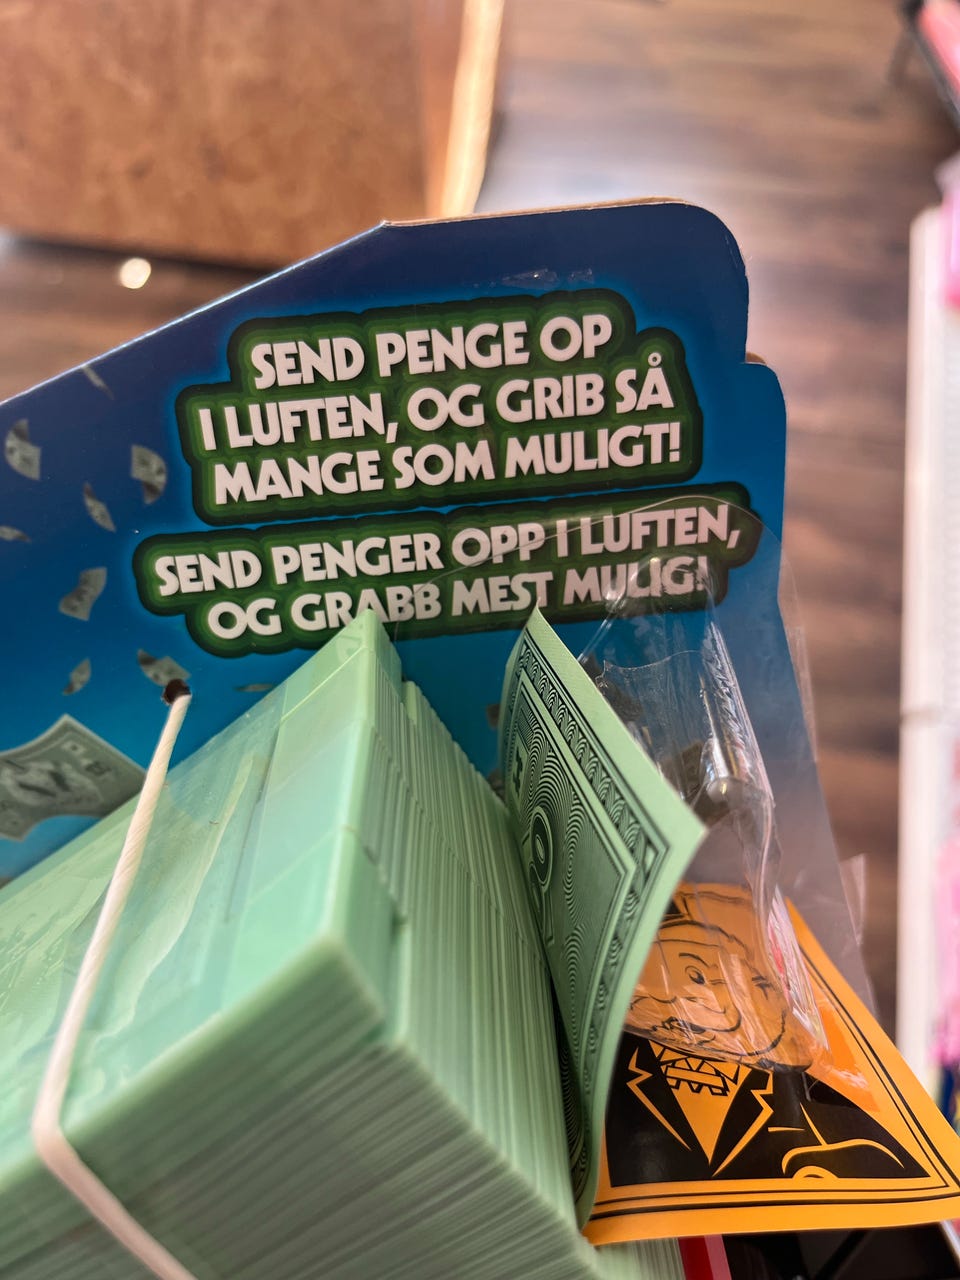 SEND PENGE OP
I LUFTEN, OG GRIB SÅ
MANGE SOM MULIGT!
SEND PENGER OPP I LUFTEN,
OG GRABB MEST MULIG!